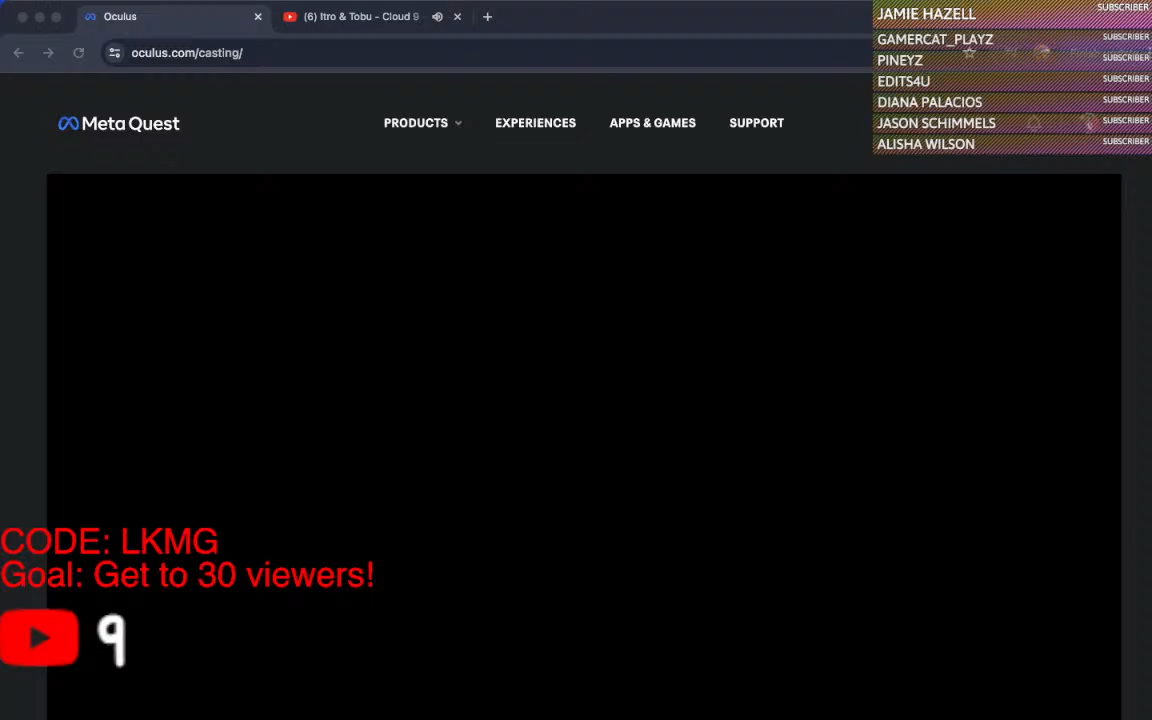 Oculus
(6) Itro & Tobu - Cloud 9
oculus.com/casting/
JAMIE HAZELL SUBSCRIBER
GAMERCAT_PLAYZ SUBSCRIBER
PINEYZ SUBSCRIBER
EDITS4U SUBSCRIBER
DIANA PALACIOS SUBSCRIBER
JASON SCHIMMELS SUBSCRIBER
ALISHA WILSON SUBSCRIBER
Meta Quest
PRODUCTS EXPERIENCES APPS & GAMES SUPPORT
CODE: LKMG
Goal: Get to 30 viewers!
9